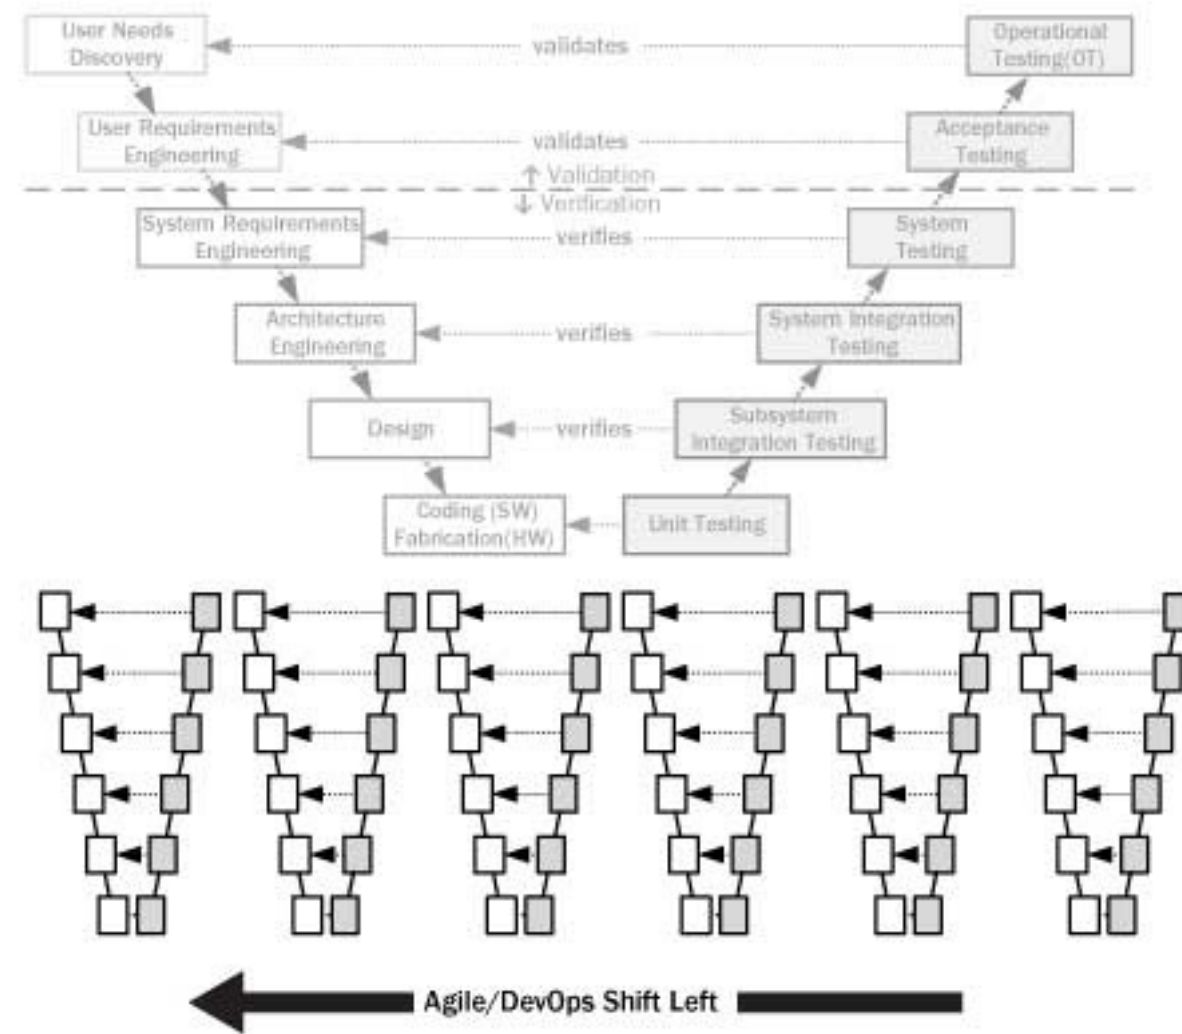 User Needs
Discovery
validates
Operational
Testing(OT)
User Requirements
Engineering
validates
Acceptance
Testing
↑ Validation
↓ Verification
System Requirements
Engineering
verifies
System
Testing
Architecture
Engineering
verifies
System Integration
Testing
Design
verifies
Subsystem
Integration Testing
Coding (SW)
Fabrication(HW)
Unit Testing
Agile/DevOps Shift Left